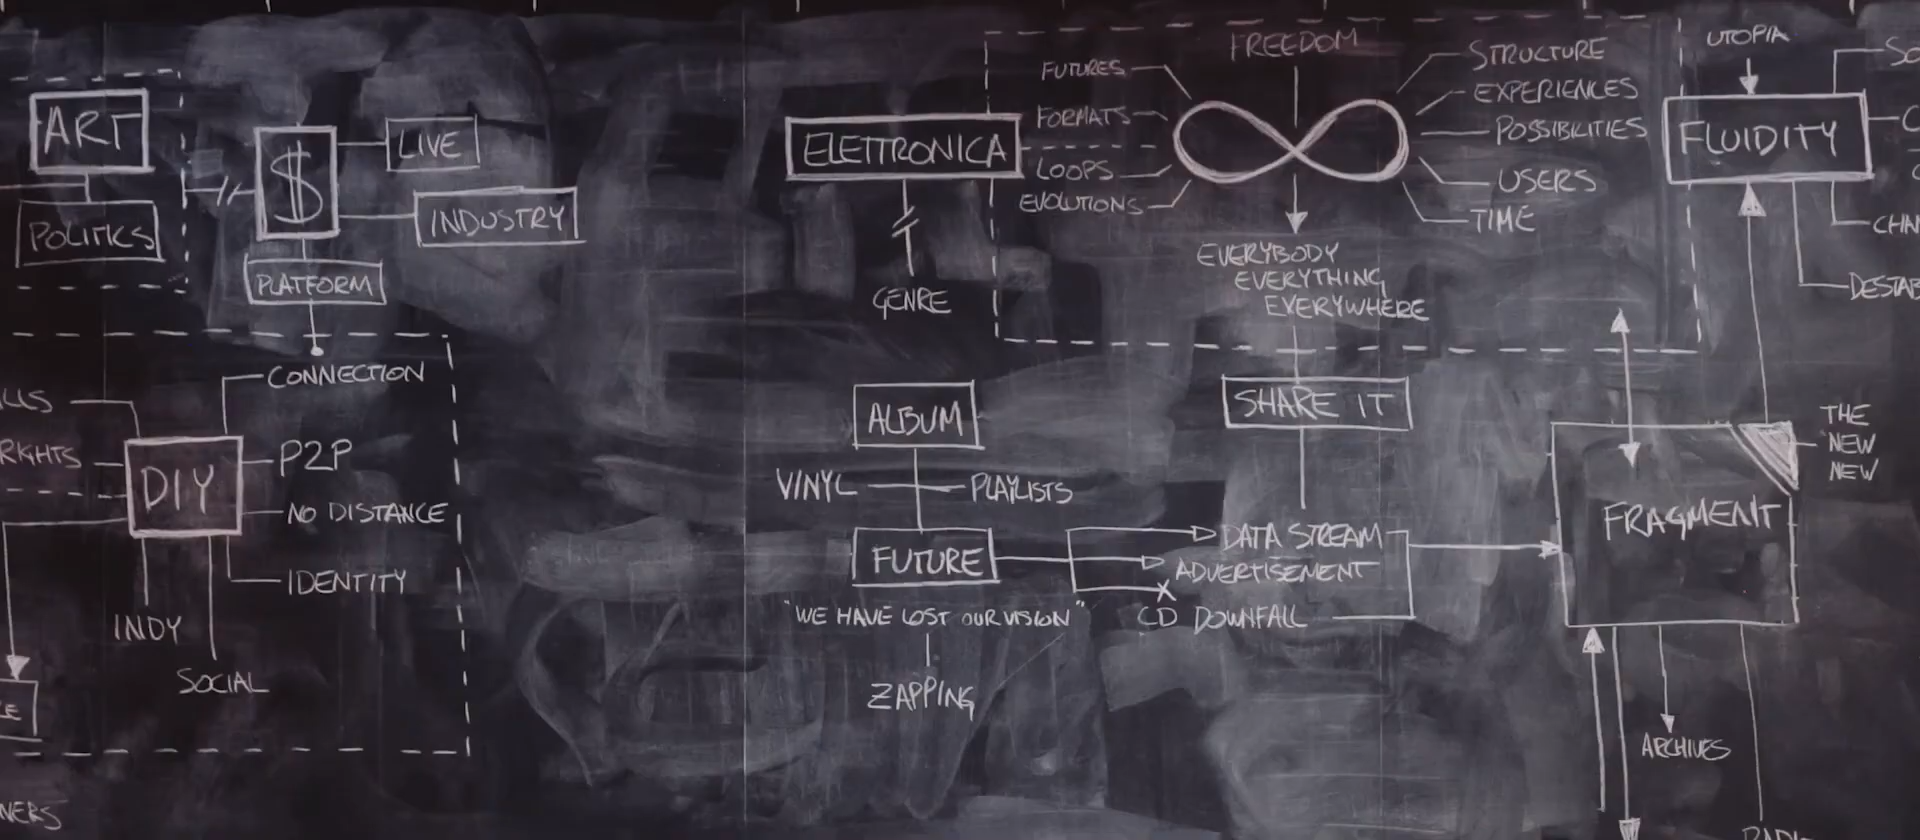 ART
POLITICS
$
LIVE
INDUSTRY
PLATFORM
CONNECTION
RIGHTS
DIY
P2P
NO DISTANCE
IDENTITY
INDY
SOCIAL
ELETTRONICA
GENRE
FREEDOM
FUTURES
FORMATS
LOOPS
EVOLUTIONS
STRUCTURE
EXPERIENCES
POSSIBILITIES
USERS
TIME
EVERYBODY
EVERYTHING,
EVERYWHERE
ALBUM
VINYL
PLAYLISTS
FUTURE
"WE HAVE LOST OUR VISION"
ZAPPING
SHARE IT
DATA STREAM
ADVERTISEMENT
CD DOWNFALL
UTOPIA
FLUIDITY
THE
NEW
NEW
FRAGMENT
ARCHIVES